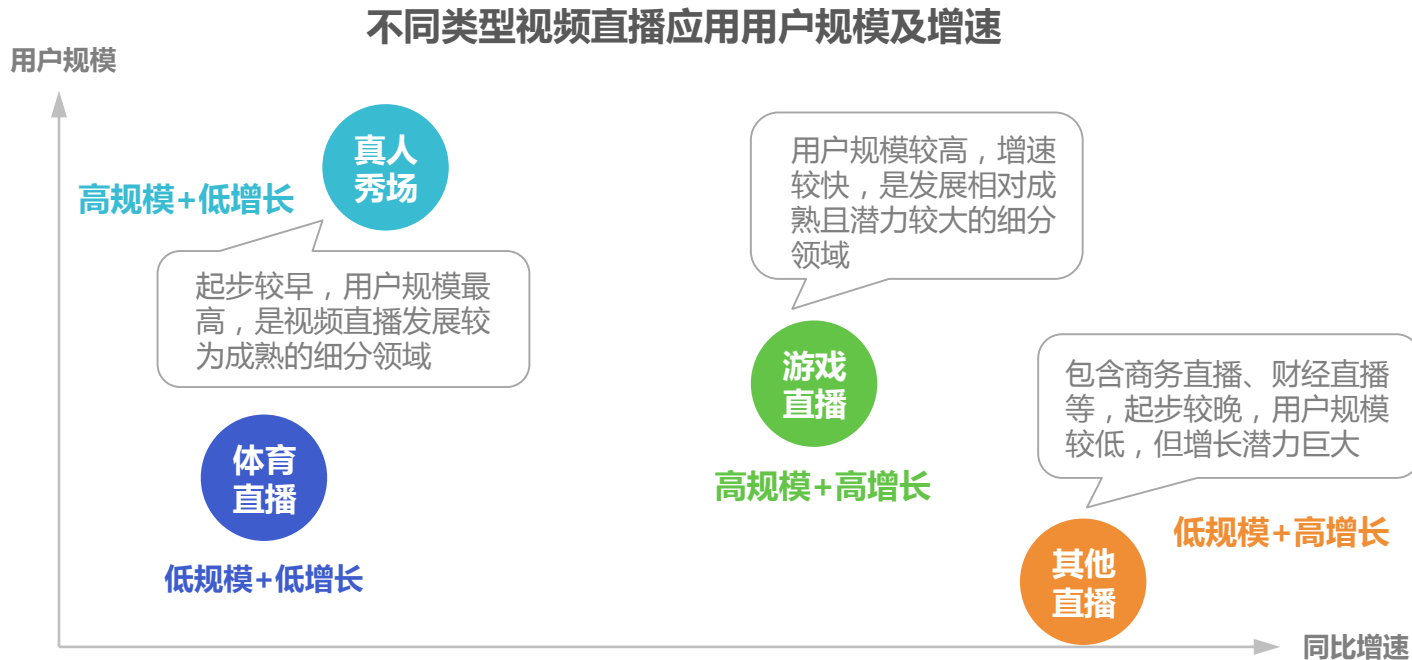 不同类型视频直播应用用户规模及增速
用户规模
真人
秀场
高规模+低增长
起步较早，用户规模最
高，是视频直播发展较
为成熟的细分领域
用户规模较高，增速
较快，是发展相对成
熟且潜力较大的细分
领域
游戏
直播
高规模+高增长
体育
直播
低规模+低增长
包含商务直播、财经直播
等，起步较晚，用户规模
较低，但增长潜力巨大
低规模+高增长
其他
直播
同比增速